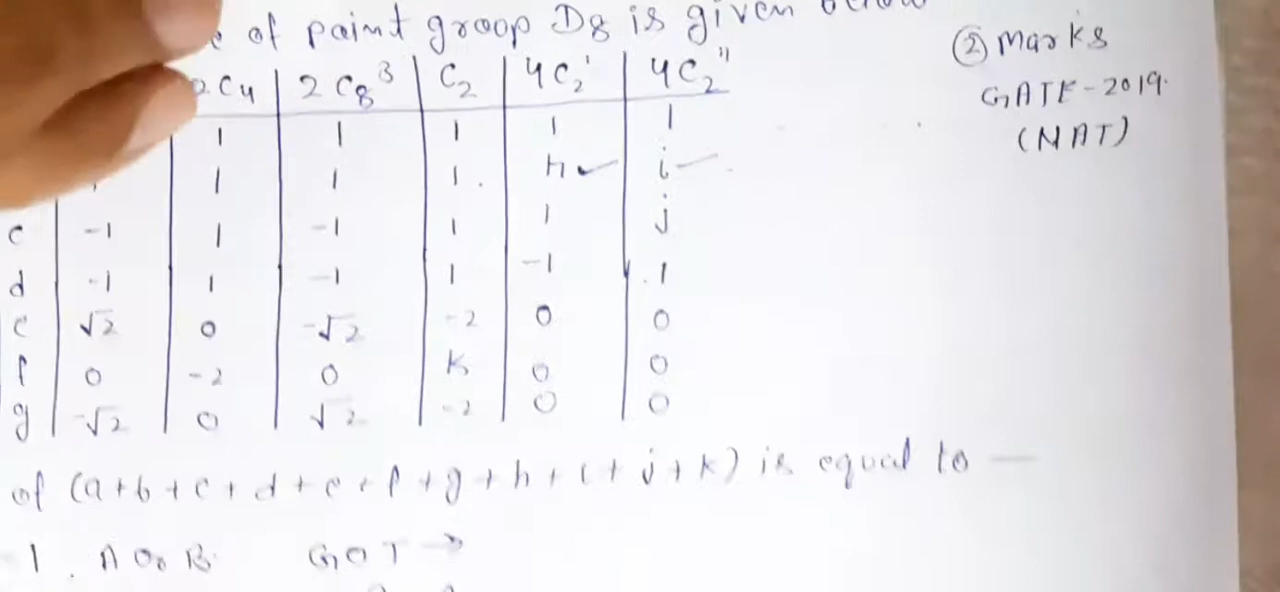 of paint group D8 is given below
② Marks
GATE-2019.
(NAT)
2C4 | 2C8³ | C2 | 4C2' | 4C2"
1 1 1 1 1
1 1 1. h✓ i
c -1 1 -1 1 1 j
d -1 1 -1 1 -1 .1
e √2 0 -√2 -2 0 0
f 0 -2 0 k 0 0
g -√2 0 √2 -2 0 0
of (a+b+c+d+e+f+g+h+i+j+k) is equal to —
1. A or B GOT →